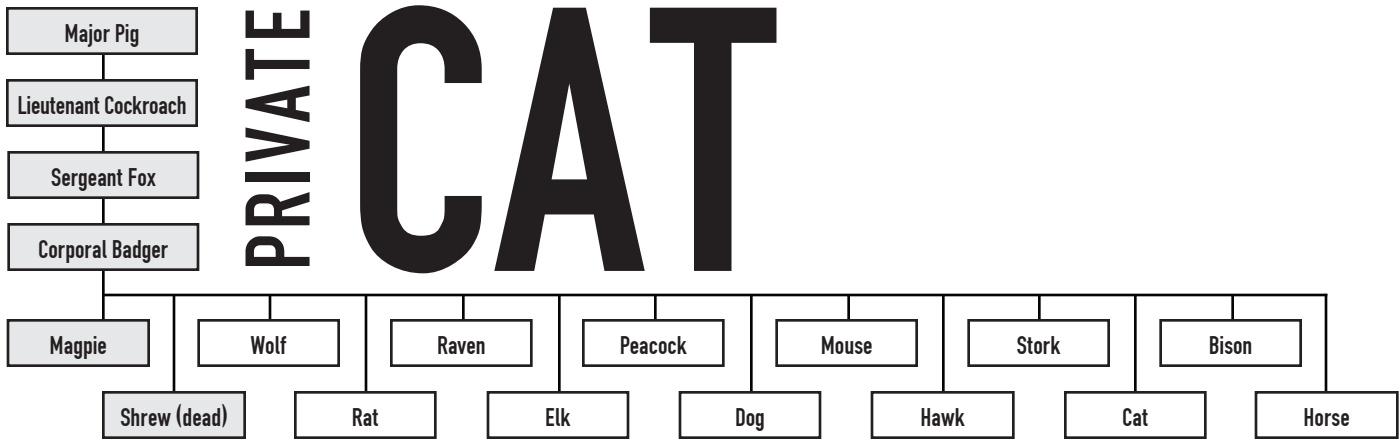 Major Pig
Lieutenant Cockroach
Sergeant Fox
Corporal Badger
PRIVATE
CAT
Magpie
Wolf
Raven
Peacock
Mouse
Stork
Bison
Shrew (dead)
Rat
Elk
Dog
Hawk
Cat
Horse